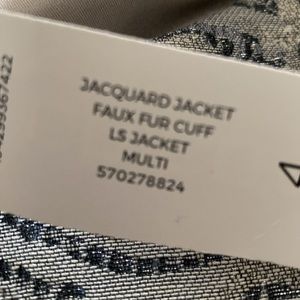 JACQUARD JACKET
FAUX FUR CUFF
LS JACKET
MULTI
570278824